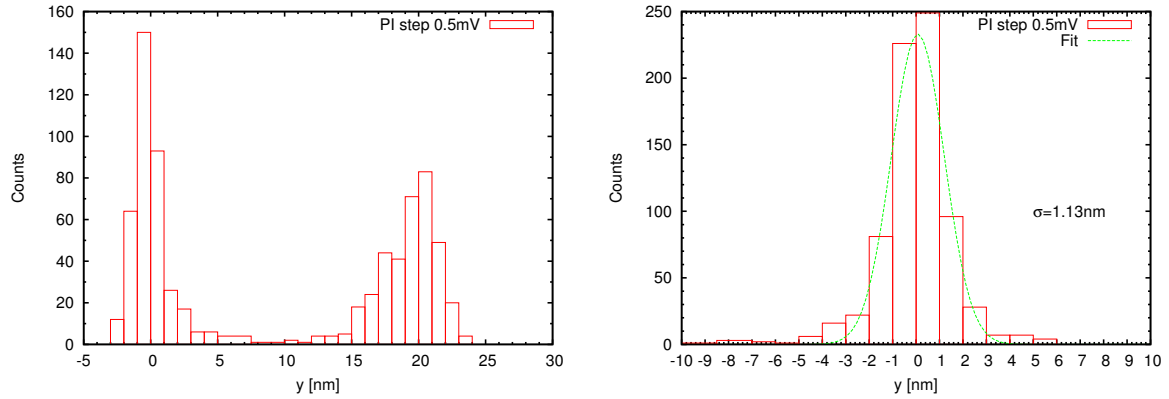 PI step 0.5mV
160
140
120
100
80
60
40
20
0
Counts
-5 0 5 10 15 20 25 30
y [nm]
PI step 0.5mV
Fit
250
200
150
100
50
0
Counts
σ=1.13nm
-10 -9 -8 -7 -6 -5 -4 -3 -2 -1 0 1 2 3 4 5 6 7 8 9 10
y [nm]